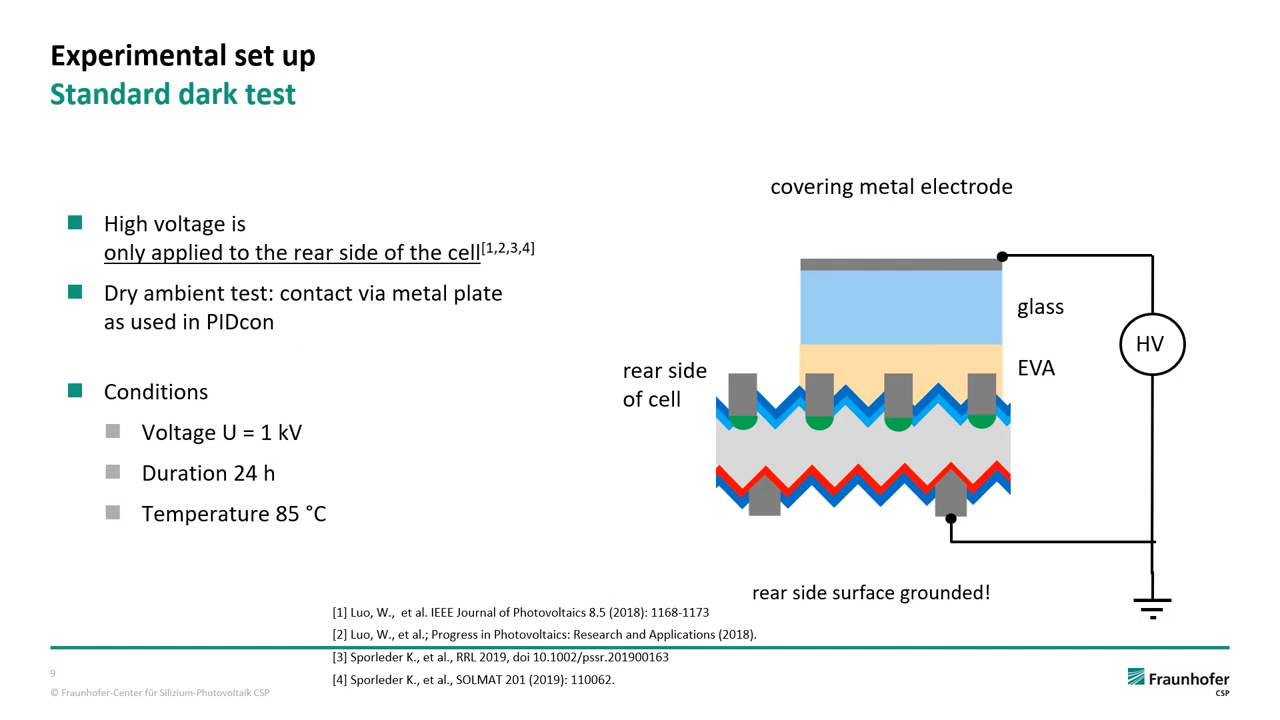 Experimental set up
Standard dark test
High voltage is
only applied to the rear side of the cell[1,2,3,4]
Dry ambient test: contact via metal plate
as used in PIDcon
Conditions
Voltage U = 1 kV
Duration 24 h
Temperature 85 °C
covering metal electrode
glass
HV
EVA
rear side
of cell
rear side surface grounded!
[1] Luo, W., et al. IEEE Journal of Photovoltaics 8.5 (2018): 1168-1173
[2] Luo, W., et al.; Progress in Photovoltaics: Research and Applications (2018).
[3] Sporleder K., et al., RRL 2019, doi 10.1002/pssr.201900163
[4] Sporleder K., et al., SOLMAT 201 (2019): 110062.
9
© Fraunhofer-Center für Silizium-Photovoltaik CSP
Fraunhofer
CSP